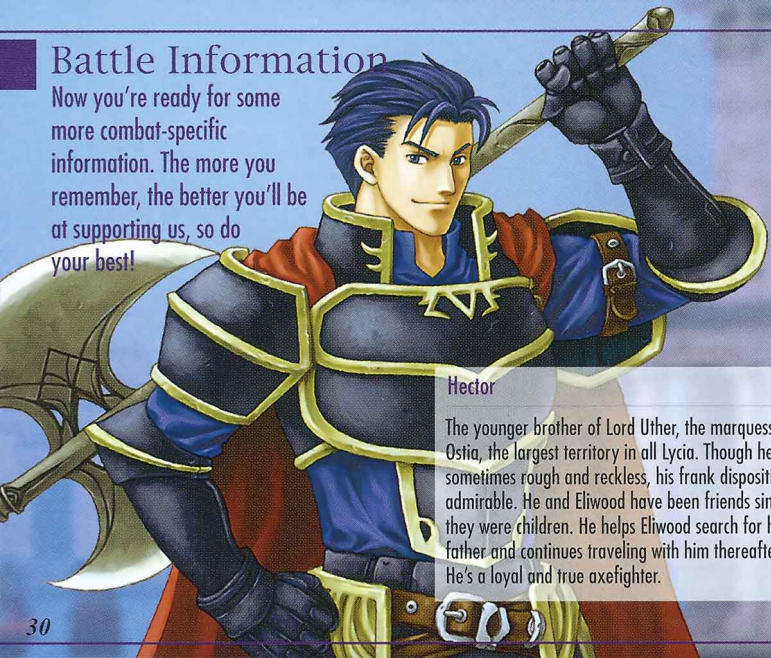 Battle Information
Now you're ready for some
more combat-specific
information. The more you
remember, the better you'll be
at supporting us, so do
your best!
Hector
The younger brother of Lord Uther, the marquess
Ostia, the largest territory in all Lycia. Though he
sometimes rough and reckless, his frank
admirable. He and Eliwood have been friends
they were children. He helps Eliwood search for
father and continues traveling with him
He's a loyal and true axefighter.
30